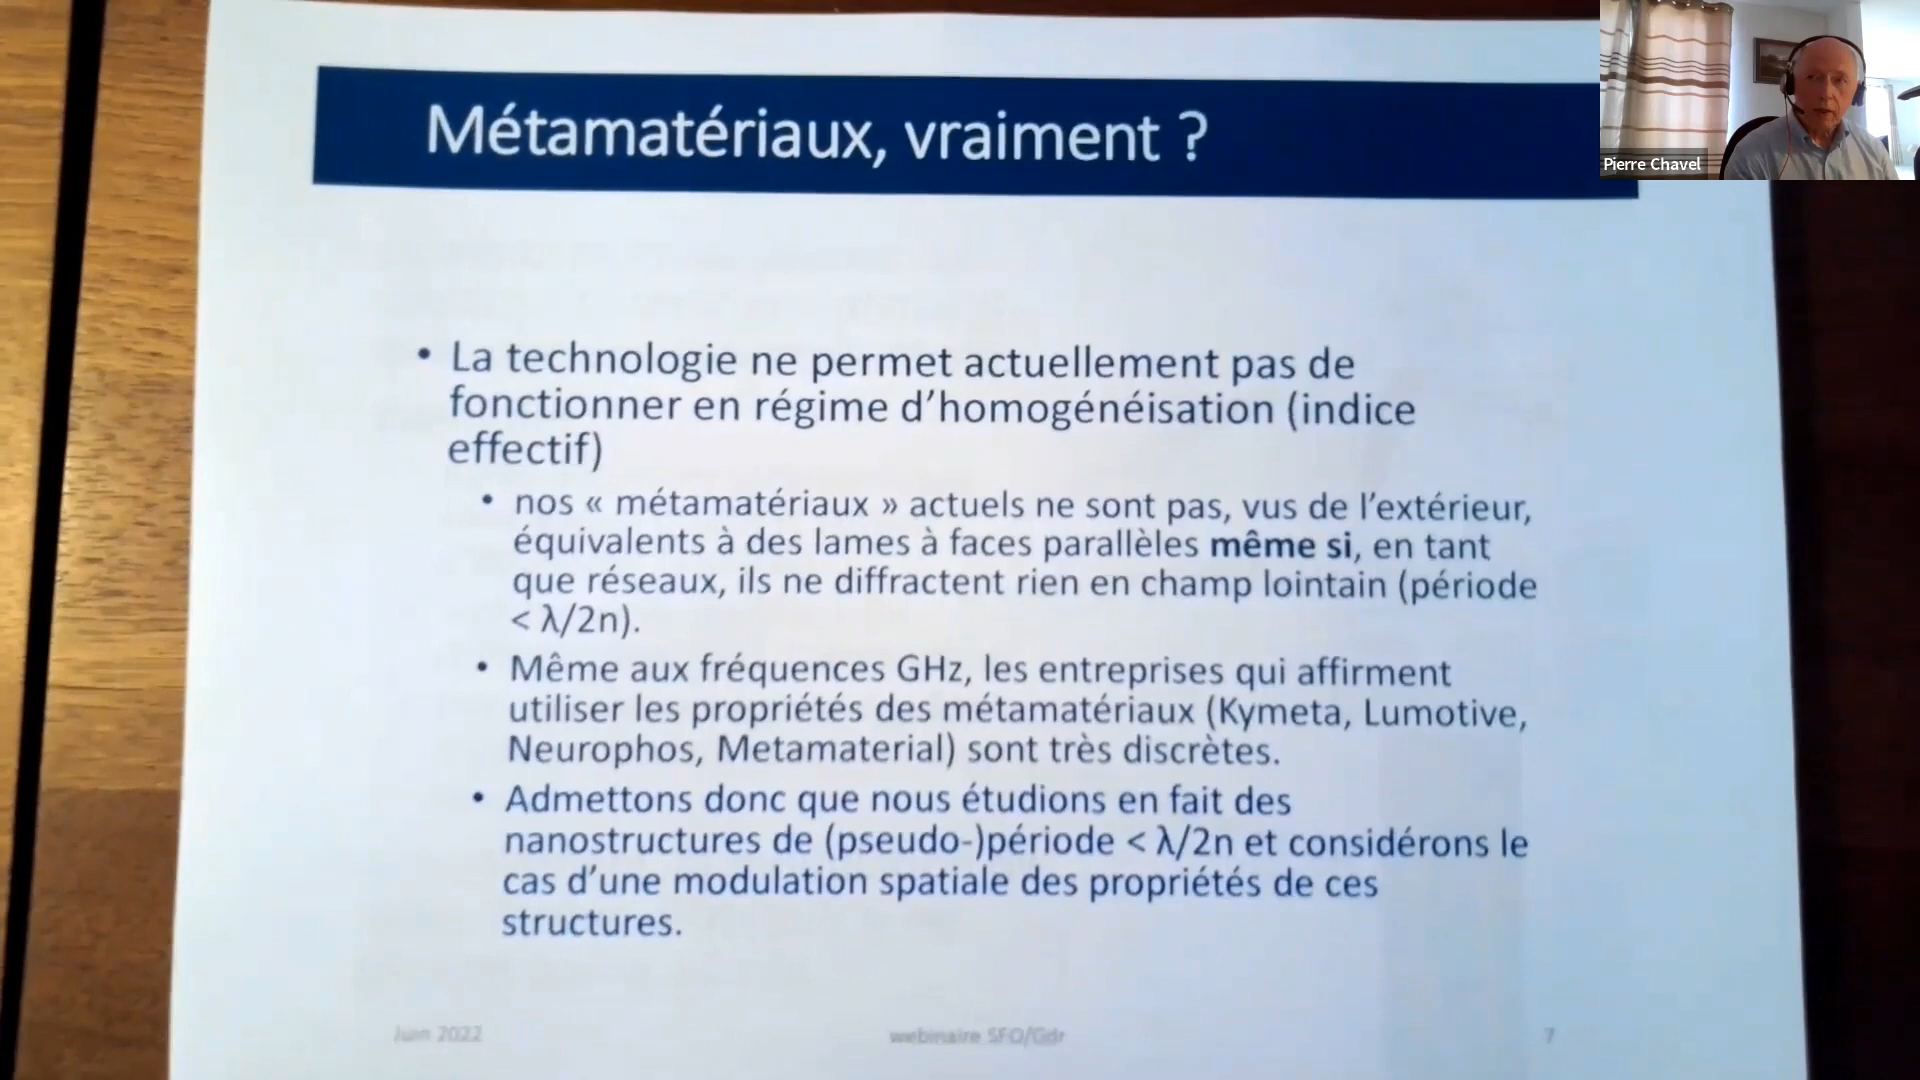 Métamatériaux, vraiment ?
Pierre Chavel
• La technologie ne permet actuellement pas de
fonctionner en régime d’homogénéisation (indice
effectif)
• nos « métamatériaux » actuels ne sont pas, vus de l’extérieur,
équivalents à des lames à faces parallèles même si, en tant
que réseaux, ils ne diffractent rien en champ lointain (période
< λ/2n).
• Même aux fréquences GHz, les entreprises qui affirment
utiliser les propriétés des métamatériaux (Kymeta, Lumotive,
Neurophos, Metamaterial) sont très discrètes.
• Admettons donc que nous étudions en fait des
nanostructures de (pseudo-)période < λ/2n et considérons le
cas d’une modulation spatiale des propriétés de ces
structures.
Juin 2022
webinaire SFO/Gdr
7